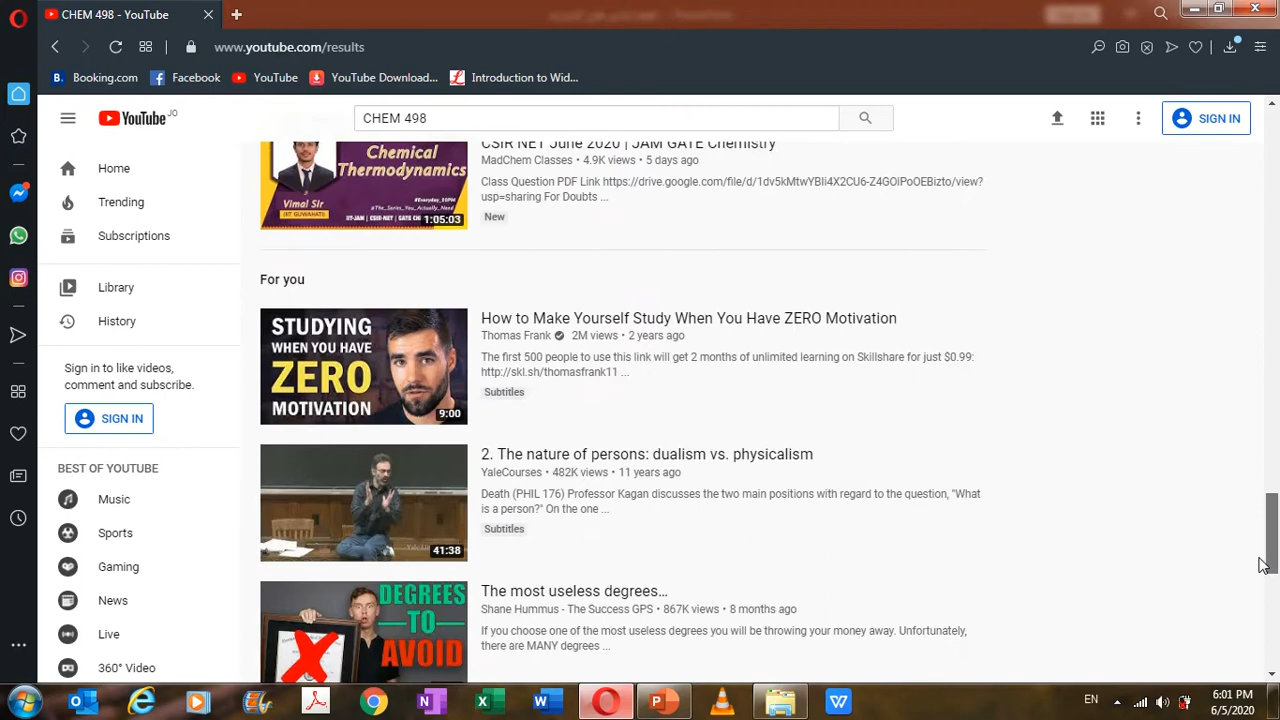 CHEM 498 - YouTube
www.youtube.com/results
B. Booking.com
Facebook
YouTube
YouTube Download...
Introduction to Wid...
YouTube JO
CHEM 498
SIGN IN
Home
Trending
Subscriptions
Library
History
Sign in to like videos,
comment and subscribe.
SIGN IN
BEST OF YOUTUBE
Music
Sports
Gaming
News
Live
360° Video
Chemical
Thermodynamics
Vimal Sir
(IIT GUWAHATI)
#Everyday_10PM
#The_Series_You_Actually_Need
1:05:03
CSIR NET June 2020 | JAM GATE Chemistry
MadChem Classes • 4.9K views • 5 days ago
Class Question PDF Link https://drive.google.com/file/d/1dv5kMtwYBIi4X2CU6-Z4GOlPoOEBizto/view?
usp=sharing For Doubts ...
New
For you
STUDYING
WHEN YOU HAVE
ZERO
MOTIVATION
9:00
How to Make Yourself Study When You Have ZERO Motivation
Thomas Frank 2M views • 2 years ago
The first 500 people to use this link will get 2 months of unlimited learning on Skillshare for just $0.99:
http://skl.sh/thomasfrank11 ...
Subtitles
41:38
2. The nature of persons: dualism vs. physicalism
YaleCourses • 482K views • 11 years ago
Death (PHIL 176) Professor Kagan discusses the two main positions with regard to the question, "What
is a person?" On the one ...
Subtitles
DEGREES
-TO-
AVOID
The most useless degrees...
Shane Hummus - The Success GPS • 867K views • 8 months ago
If you choose one of the most useless degrees you will be throwing your money away. Unfortunately,
there are MANY degrees ...
EN
6:01 PM
6/5/2020